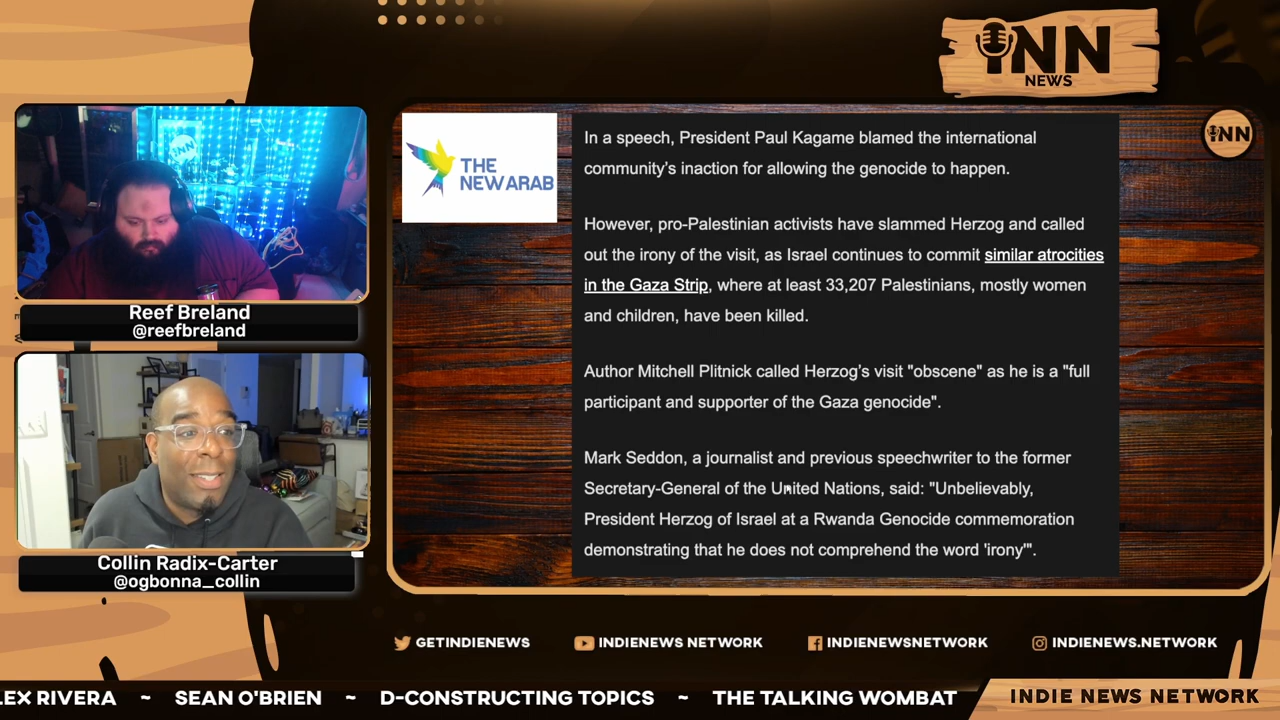 INN
NEWS
INN
THE
NEW ARAB
In a speech, President Paul Kagame blamed the international
community's inaction for allowing the genocide to happen.
However, pro-Palestinian activists have slammed Herzog and called
out the irony of the visit, as Israel continues to commit similar atrocities
in the Gaza Strip, where at least 33,207 Palestinians, mostly women
and children, have been killed.
Author Mitchell Plitnick called Herzog's visit "obscene" as he is a "full
participant and supporter of the Gaza genocide".
Mark Seddon, a journalist and previous speechwriter to the former
Secretary-General of the United Nations, said: "Unbelievably,
President Herzog of Israel at a Rwanda Genocide commemoration
demonstrating that he does not comprehend the word 'irony'".
Reef Breland
@reefbreland
Collin Radix-Carter
@ogbonna_collin
GETINDIENEWS
INDIENEWS NETWORK
INDIENEWSNETWORK
INDIENEWS.NETWORK
LEX RIVERA ~ SEAN O'BRIEN ~ D-CONSTRUCTING TOPICS ~ THE TALKING WOMBAT
INDIE NEWS NETWORK